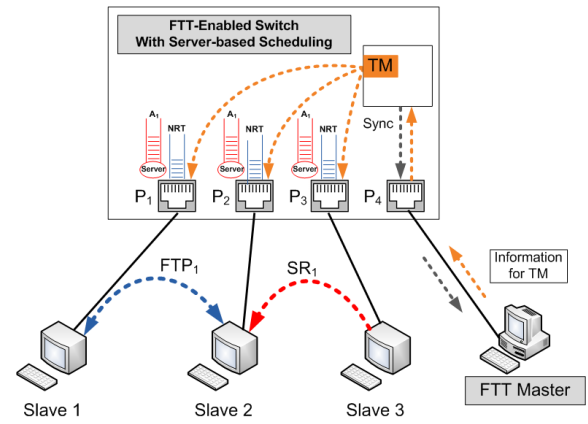 FTT-Enabled Switch
With Server-based Scheduling
TM
Sync
A1 NRT
A1 NRT
A1 NRT
Server
Server
Server
P1
P2
P3
P4
FTP1
SR1
Information
for TM
Slave 1
Slave 2
Slave 3
FTT Master